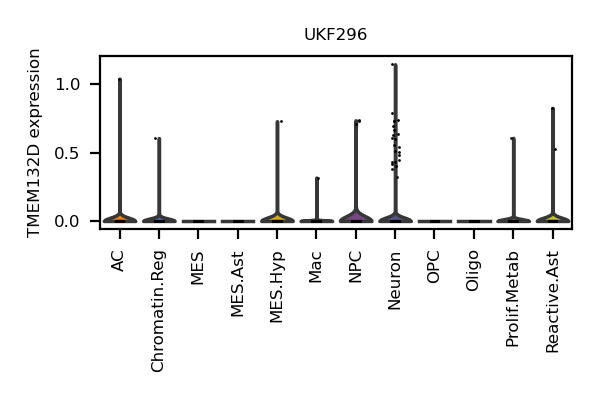 UKF296
TMEM132D expression
1.0
0.5
0.0
AC
Chromatin.Reg
MES
MES.Ast
MES.Hyp
Mac
NPC
Neuron
OPC
Oligo
Prolif.Metab
Reactive.Ast